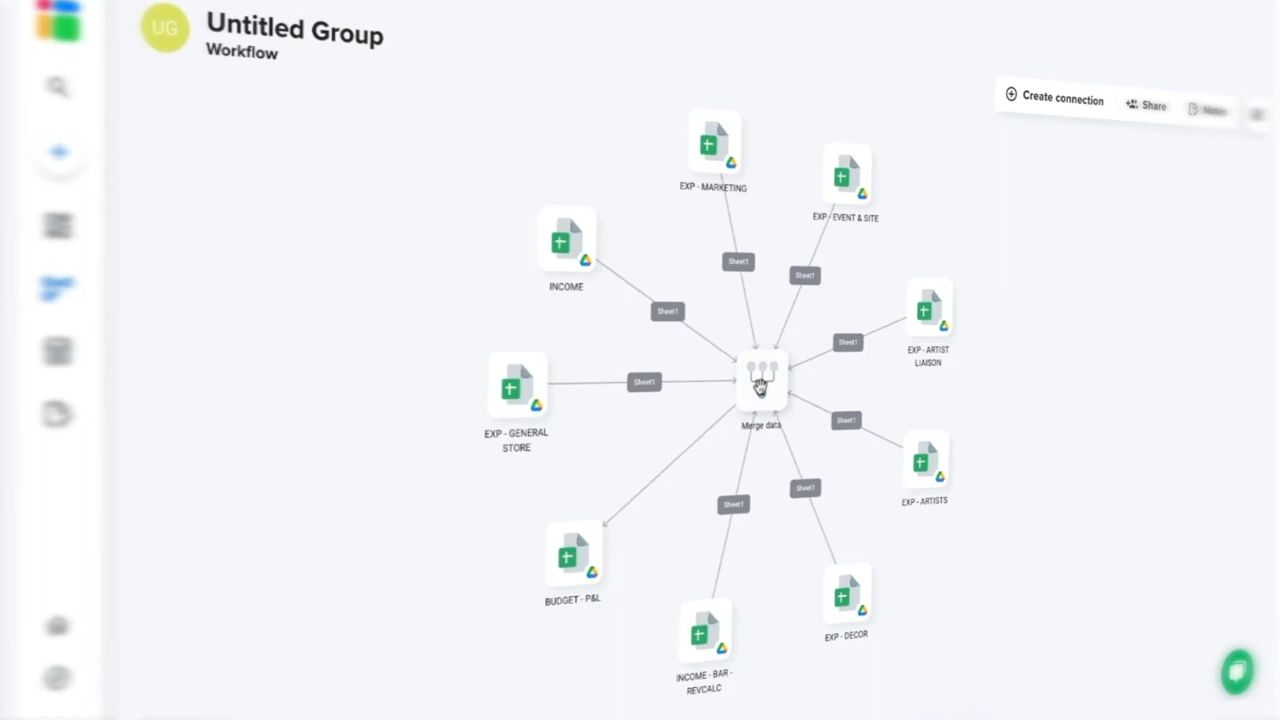 UG
Untitled Group
Workflow
Create connection
Share
Notes
EXP - MARKETING
EXP - EVENT & SITE
INCOME
Sheet1
Sheet1
Sheet1
EXP - ARTIST
LIAISON
Sheet1
EXP - GENERAL
STORE
Sheet1
Merge data
Sheet1
EXP - ARTISTS
Sheet1
Sheet1
BUDGET - P&L
EXP - DECOR
INCOME - BAR -
REVCALC